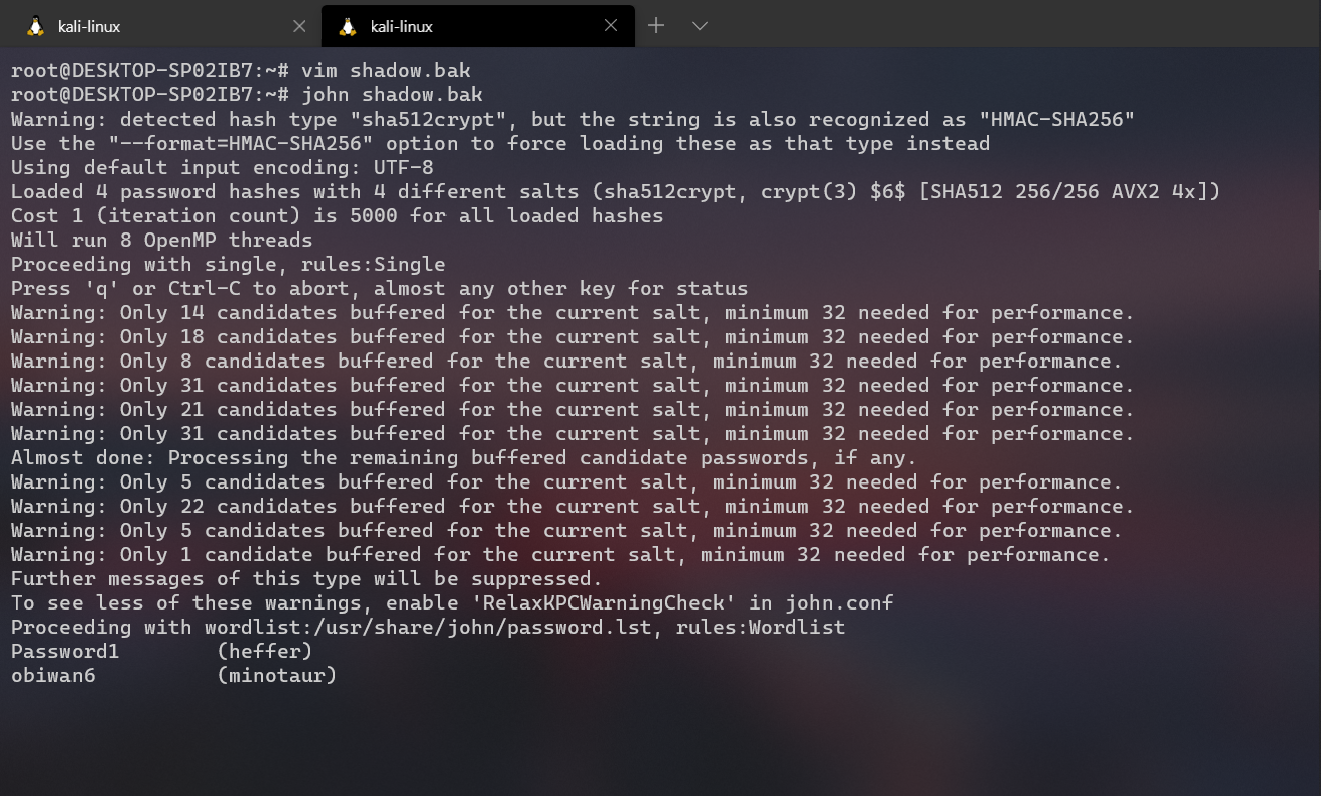 kali-linux
kali-linux
root@DESKTOP-SP02IB7:~# vim shadow.bak
root@DESKTOP-SP02IB7:~# john shadow.bak
Warning: detected hash type "sha512crypt", but the string is also recognized as "HMAC-SHA256"
Use the "--format=HMAC-SHA256" option to force loading these as that type instead
Using default input encoding: UTF-8
Loaded 4 password hashes with 4 different salts (sha512crypt, crypt(3) $6$ [SHA512 256/256 AVX2 4x])
Cost 1 (iteration count) is 5000 for all loaded hashes
Will run 8 OpenMP threads
Proceeding with single, rules:Single
Press 'q' or Ctrl-C to abort, almost any other key for status
Warning: Only 14 candidates buffered for the current salt, minimum 32 needed for performance.
Warning: Only 18 candidates buffered for the current salt, minimum 32 needed for performance.
Warning: Only 8 candidates buffered for the current salt, minimum 32 needed for performance.
Warning: Only 31 candidates buffered for the current salt, minimum 32 needed for performance.
Warning: Only 21 candidates buffered for the current salt, minimum 32 needed for performance.
Warning: Only 31 candidates buffered for the current salt, minimum 32 needed for performance.
Almost done: Processing the remaining buffered candidate passwords, if any.
Warning: Only 5 candidates buffered for the current salt, minimum 32 needed for performance.
Warning: Only 22 candidates buffered for the current salt, minimum 32 needed for performance.
Warning: Only 5 candidates buffered for the current salt, minimum 32 needed for performance.
Warning: Only 1 candidate buffered for the current salt, minimum 32 needed for performance.
Further messages of this type will be suppressed.
To see less of these warnings, enable 'RelaxKPCWarningCheck' in john.conf
Proceeding with wordlist:/usr/share/john/password.lst, rules:Wordlist
Password1        (heffer)
obiwan6          (minotaur)